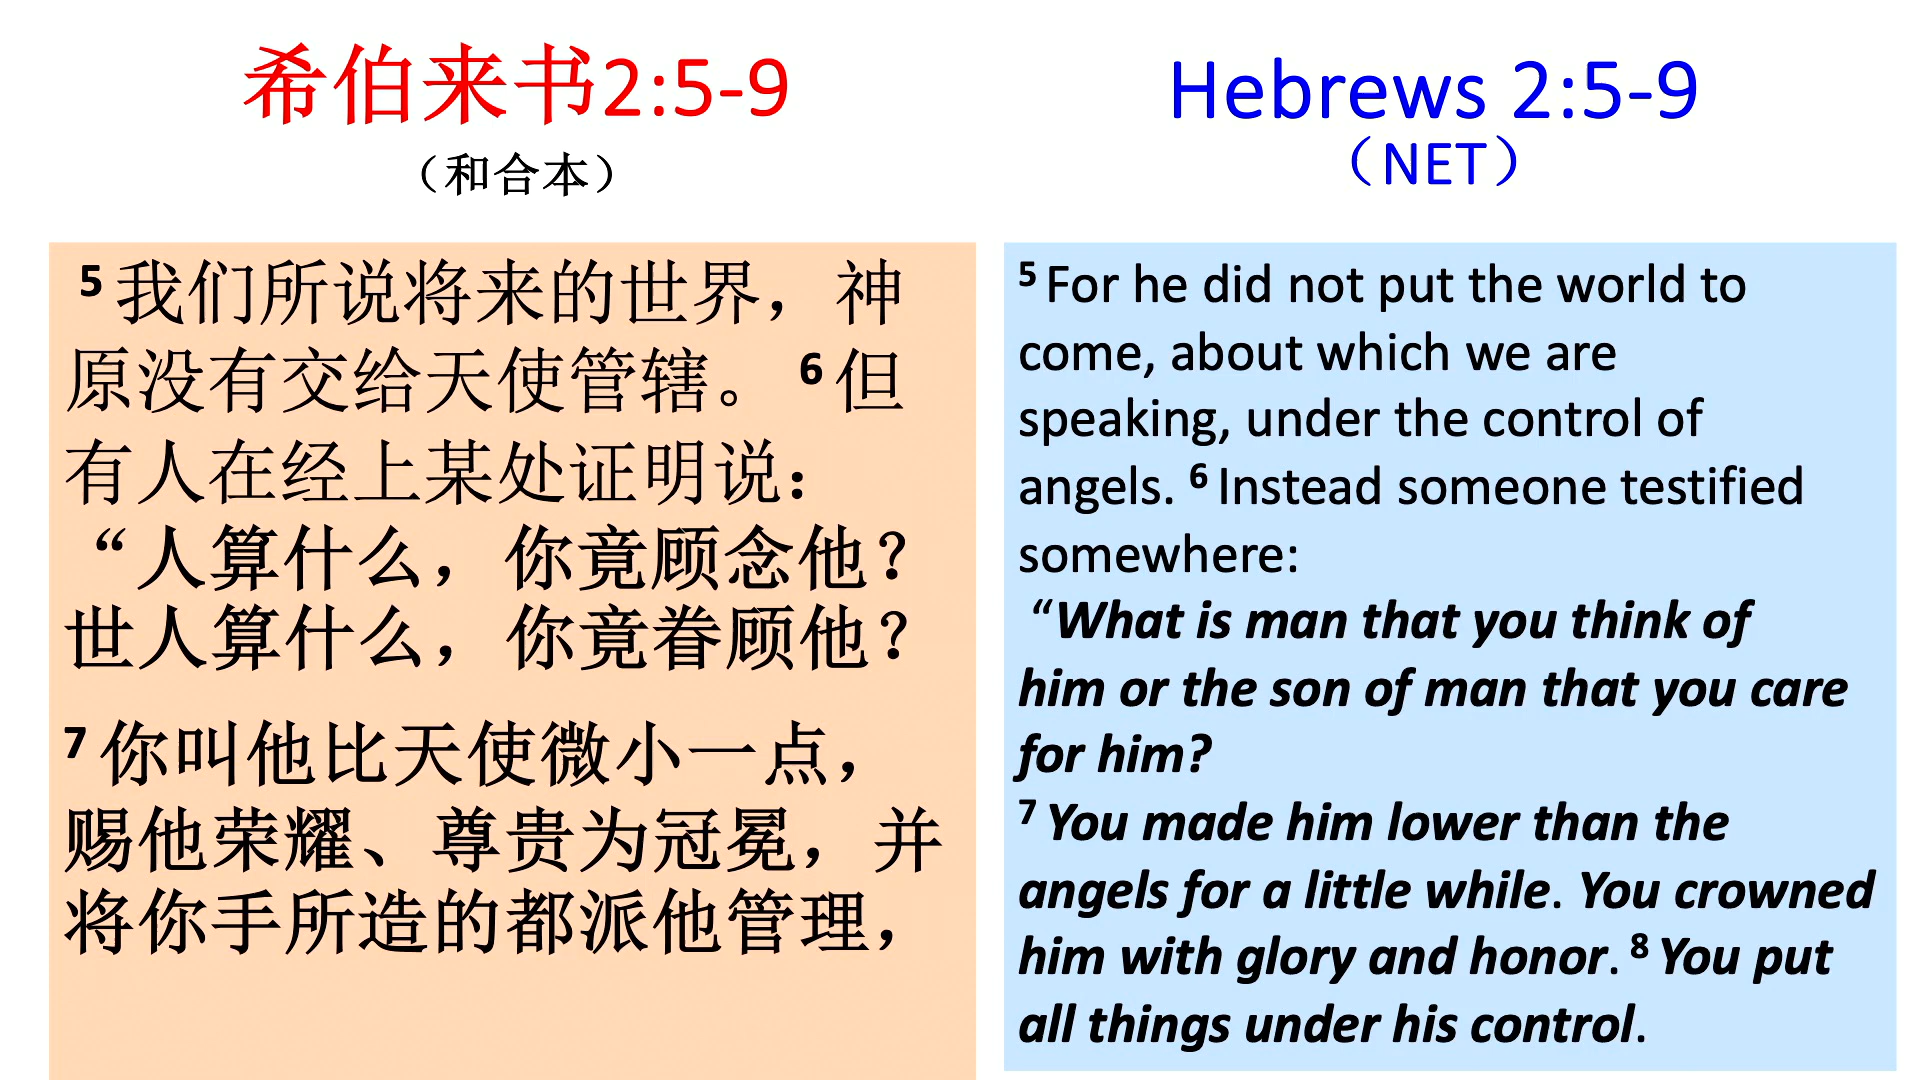 希伯来书2:5-9
（和合本）
5 我们所说将来的世界，神
原没有交给天使管辖。 6 但
有人在经上某处证明说：
“人算什么，你竟顾念他？
世人算什么，你竟眷顾他？
7 你叫他比天使微小一点，
赐他荣耀、尊贵为冠冕，并
将你手所造的都派他管理，
Hebrews 2:5-9
（NET）
5 For he did not put the world to
come, about which we are
speaking, under the control of
angels. 6 Instead someone testified
somewhere:
“What is man that you think of
him or the son of man that you care
for him?
7 You made him lower than the
angels for a little while. You crowned
him with glory and honor. 8 You put
all things under his control.